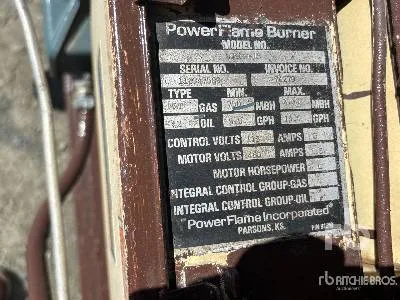 PowerFlame Burner
MODEL NO.
SERIAL NO. INVOICE NO.
TYPE MIN. MAX.
GAS MBH MBH
OIL GPH GPH
CONTROL VOLTS AMPS
MOTOR VOLTS AMPS
MOTOR HORSEPOWER
INTEGRAL CONTROL GROUP-GAS
INTEGRAL CONTROL GROUP-OIL
PowerFlame Incorporated
PARSONS, KS.
RITCHIE BROS.
Auctioneers